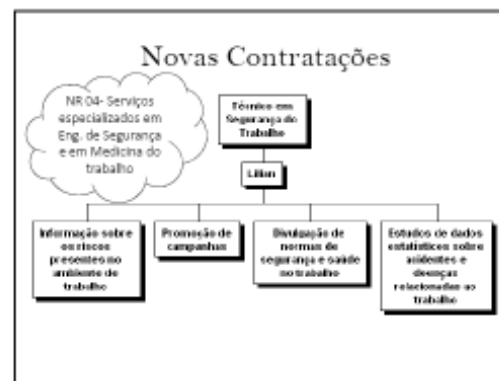 Novas Contratações
NR 04- Serviços
especializados em
Eng. de Segurança
e em Medicina do
trabalho
Técnico em
Segurança do
Trabalho
Lilian
Informação sobre
os riscos
presentes no
ambiente de
trabalho
Promoção de
campanhas
Divulgação de
normas de
segurança e saúde
no trabalho
Estudos de dados
estatísticos sobre
acidentes e
doenças
relacionadas ao
trabalho